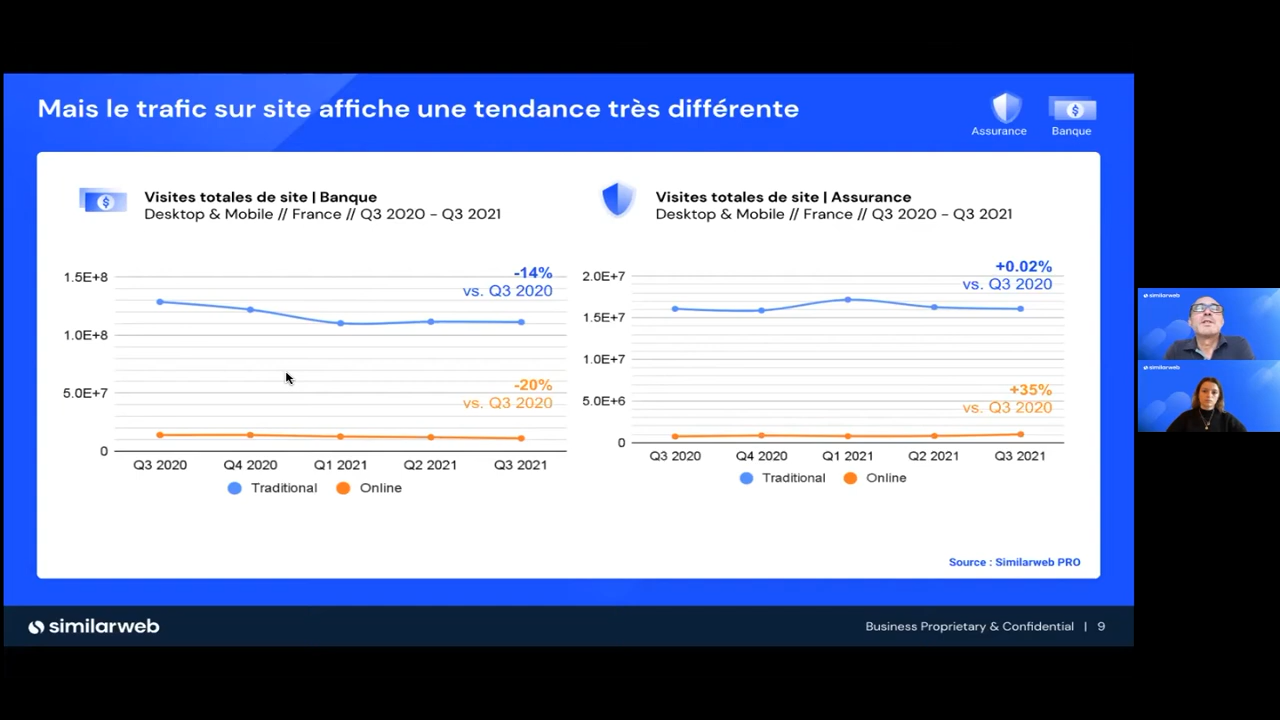 Mais le trafic sur site affiche une tendance très différente
Assurance
Banque
Visites totales de site | Banque
Desktop & Mobile // France // Q3 2020 - Q3 2021
1.5E+8
1.0E+8
5.0E+7
0
-14%
vs. Q3 2020
-20%
vs. Q3 2020
Q3 2020
Q4 2020
Q1 2021
Q2 2021
Q3 2021
Traditional
Online
Visites totales de site | Assurance
Desktop & Mobile // France // Q3 2020 - Q3 2021
2.0E+7
1.5E+7
1.0E+7
5.0E+6
0
+0.02%
vs. Q3 2020
+35%
vs. Q3 2020
Q3 2020
Q4 2020
Q1 2021
Q2 2021
Q3 2021
Traditional
Online
Source : Similarweb PRO
similarweb
Business Proprietary & Confidential | 9
similarweb
similarweb